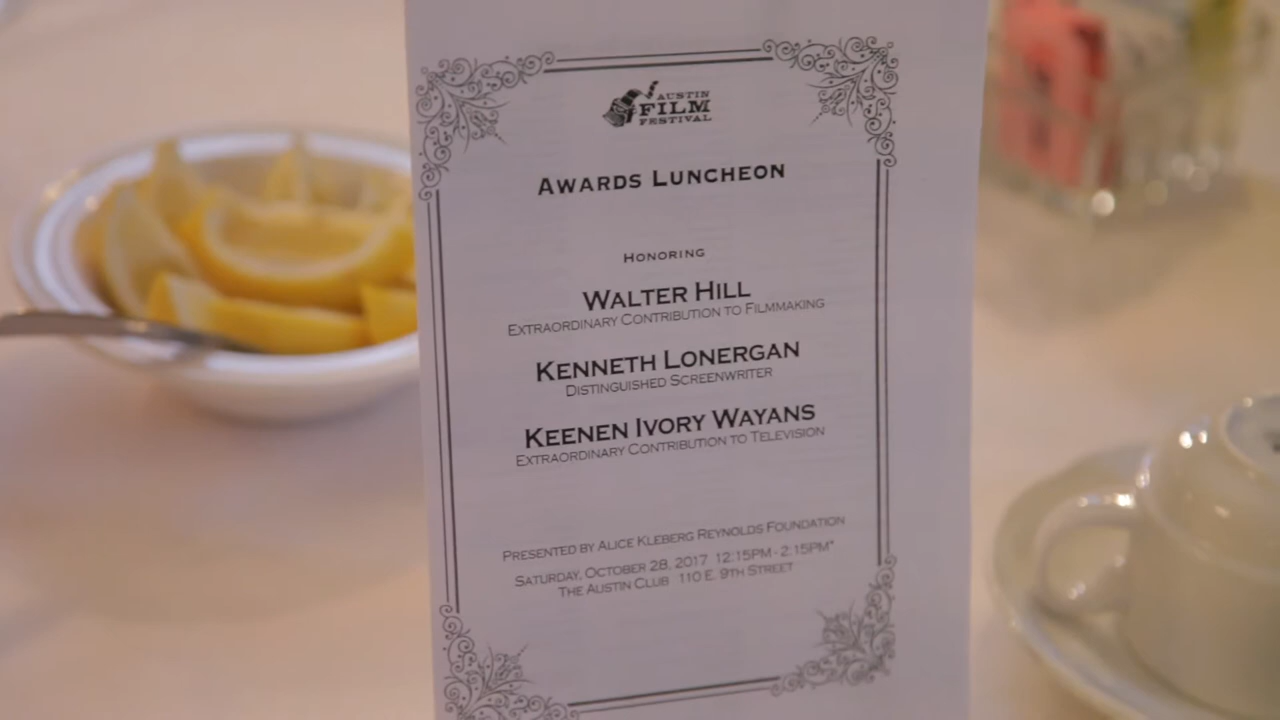 AUSTIN
FILM
FESTIVAL
AWARDS LUNCHEON
HONORING
WALTER HILL
EXTRAORDINARY CONTRIBUTION TO FILMMAKING
KENNETH LONERGAN
DISTINGUISHED SCREENWRITER
KEENEN IVORY WAYANS
EXTRAORDINARY CONTRIBUTION TO TELEVISION
PRESENTED BY ALICE KLEBERG REYNOLDS FOUNDATION
SATURDAY, OCTOBER 28, 2017 12:15PM - 2:15PM*
THE AUSTIN CLUB 110 E. 9TH STREET